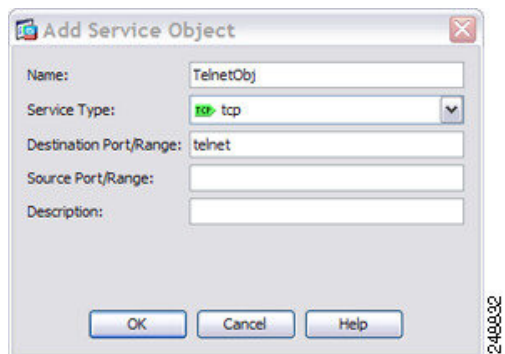 Add Service Object
Name: TelnetObj
Service Type: TCP tcp
Destination Port/Range: telnet
Source Port/Range:
Description:
OK Cancel Help
248832